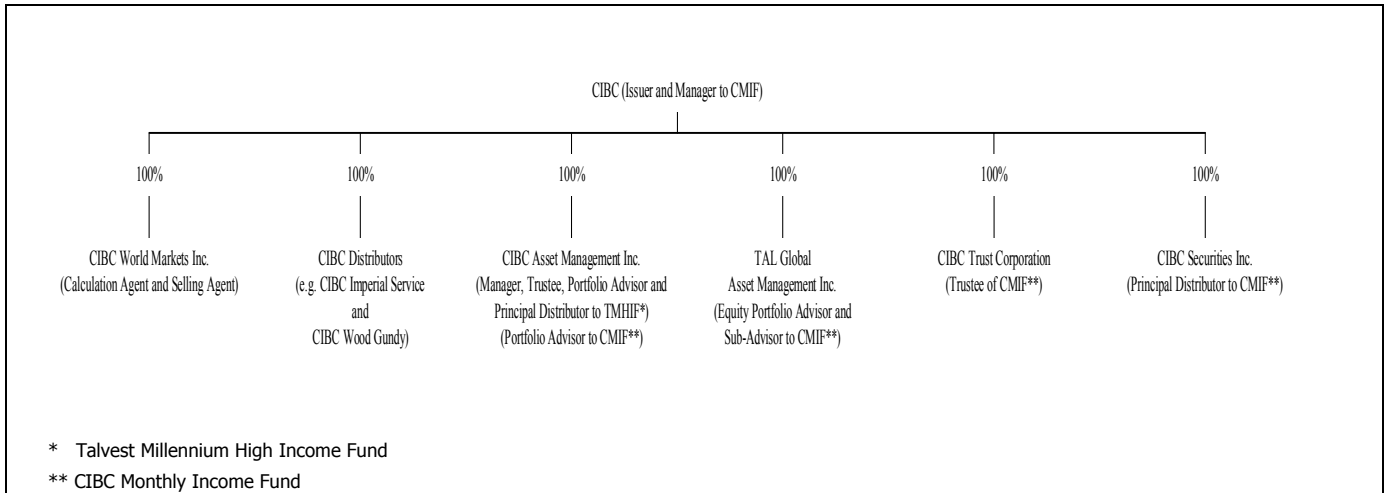 CIBC (Issuer and Manager to CMIF)
100%
100%
100%
100%
100%
100%
CIBC World Markets Inc.
(Calculation Agent and Selling Agent)
CIBC Distributors
(e.g. CIBC Imperial Service
and
CIBC Wood Gundy)
CIBC Asset Management Inc.
(Manager, Trustee, Portfolio Advisor and
Principal Distributor to TMHIF*)
(Portfolio Advisor to CMIF**)
TAL Global
Asset Management Inc.
(Equity Portfolio Advisor and
Sub-Advisor to CMIF**)
CIBC Trust Corporation
(Trustee of CMIF**)
CIBC Securities Inc.
(Principal Distributor to CMIF**)
* Talvest Millennium High Income Fund
** CIBC Monthly Income Fund